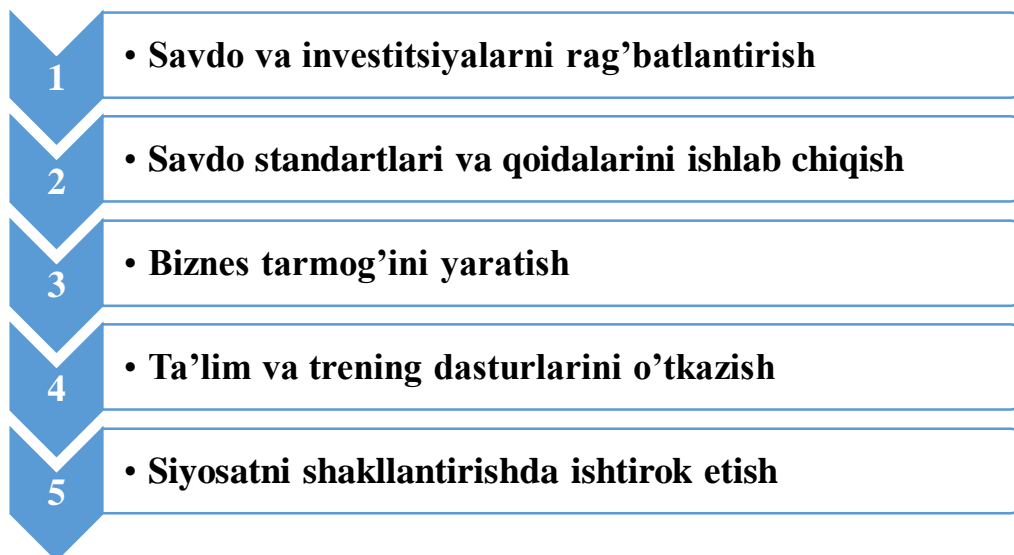 1
• Savdo va investitsiyalarni rag’batlantirish
2
• Savdo standartlari va qoidalarini ishlab chiqish
3
• Biznes tarmog’ini yaratish
4
• Ta’lim va trening dasturlarini o’tkazish
5
• Siyosatni shakllantirishda ishtirok etish